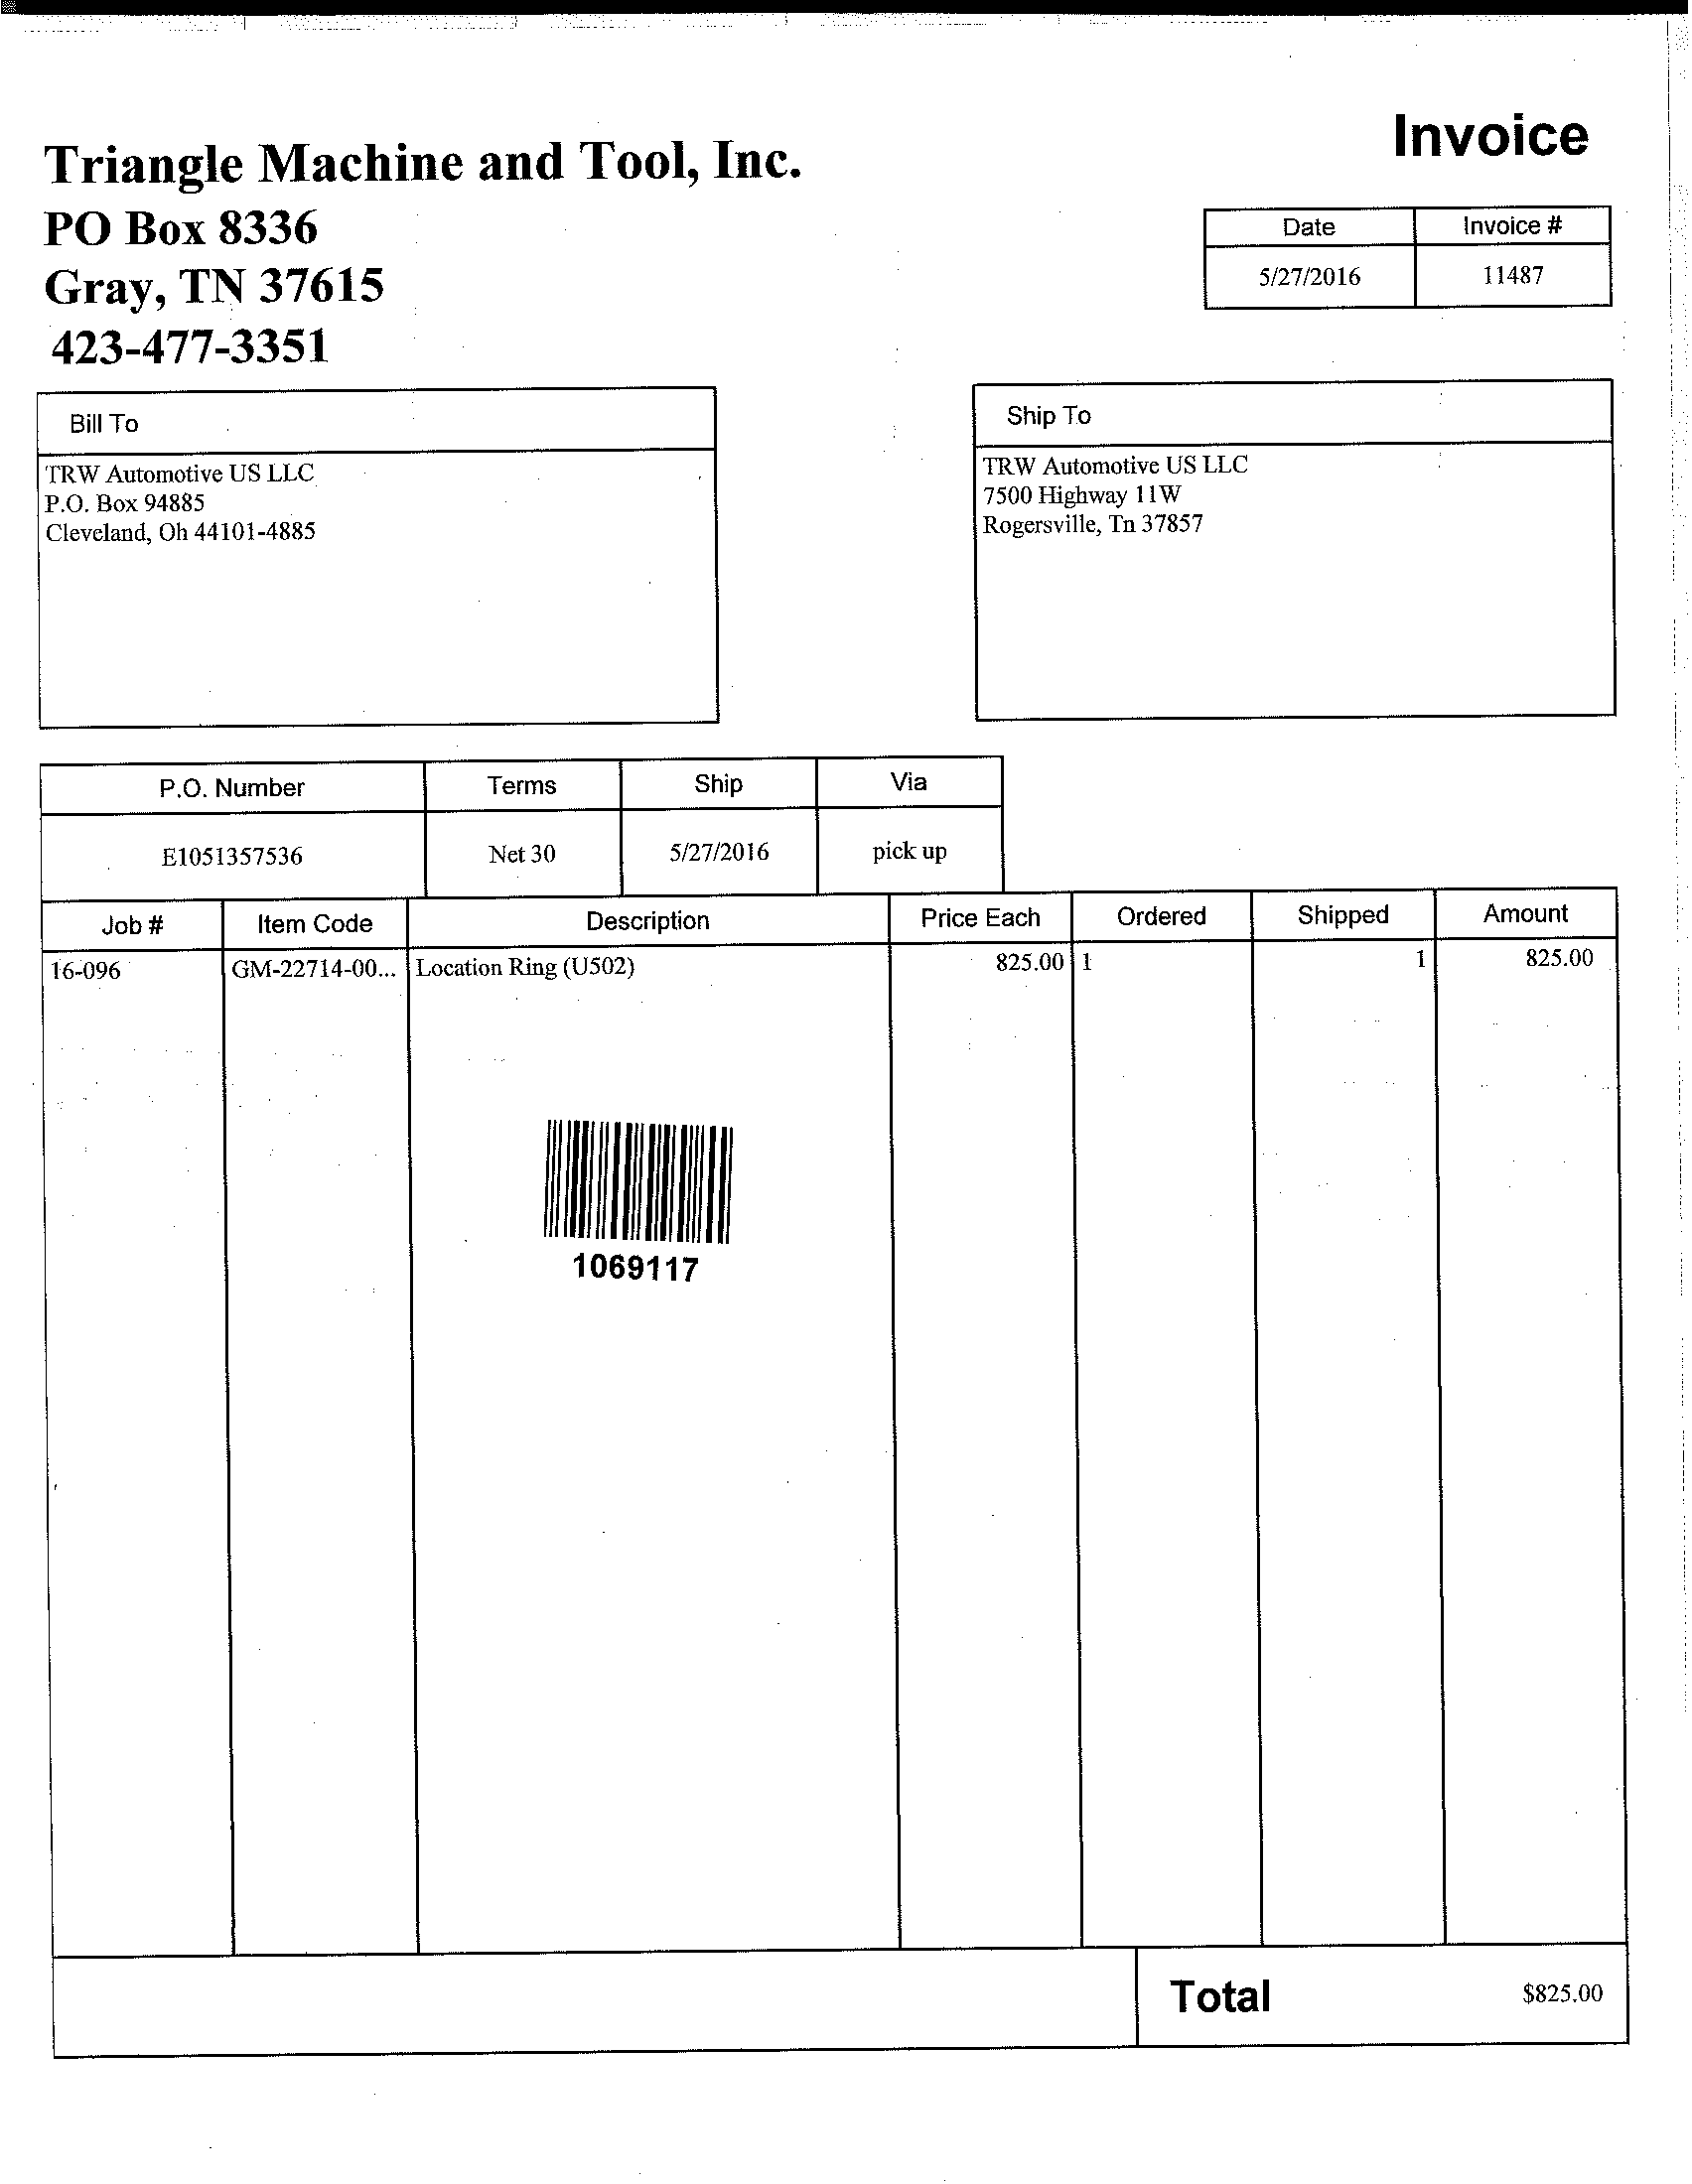 Invoice
Triangle Machine and Tool, Inc.
PO Box 8336
Gray, TN 37615
423-477-3351
Date Invoice #
5/27/2016 11487
Bill To
TRW Automotive US LLC
P.O. Box 94885
Cleveland, Oh 44101-4885
Ship To
TRW Automotive US LLC
7500 Highway 11W
Rogersville, Tn 37857
P.O. Number Terms Ship Via
E1051357536 Net 30 5/27/2016 pick up
Job # Item Code Description Price Each Ordered Shipped Amount
16-096 GM-22714-00... Location Ring (U502) 825.00 1 1 825.00
1069117
Total $825.00